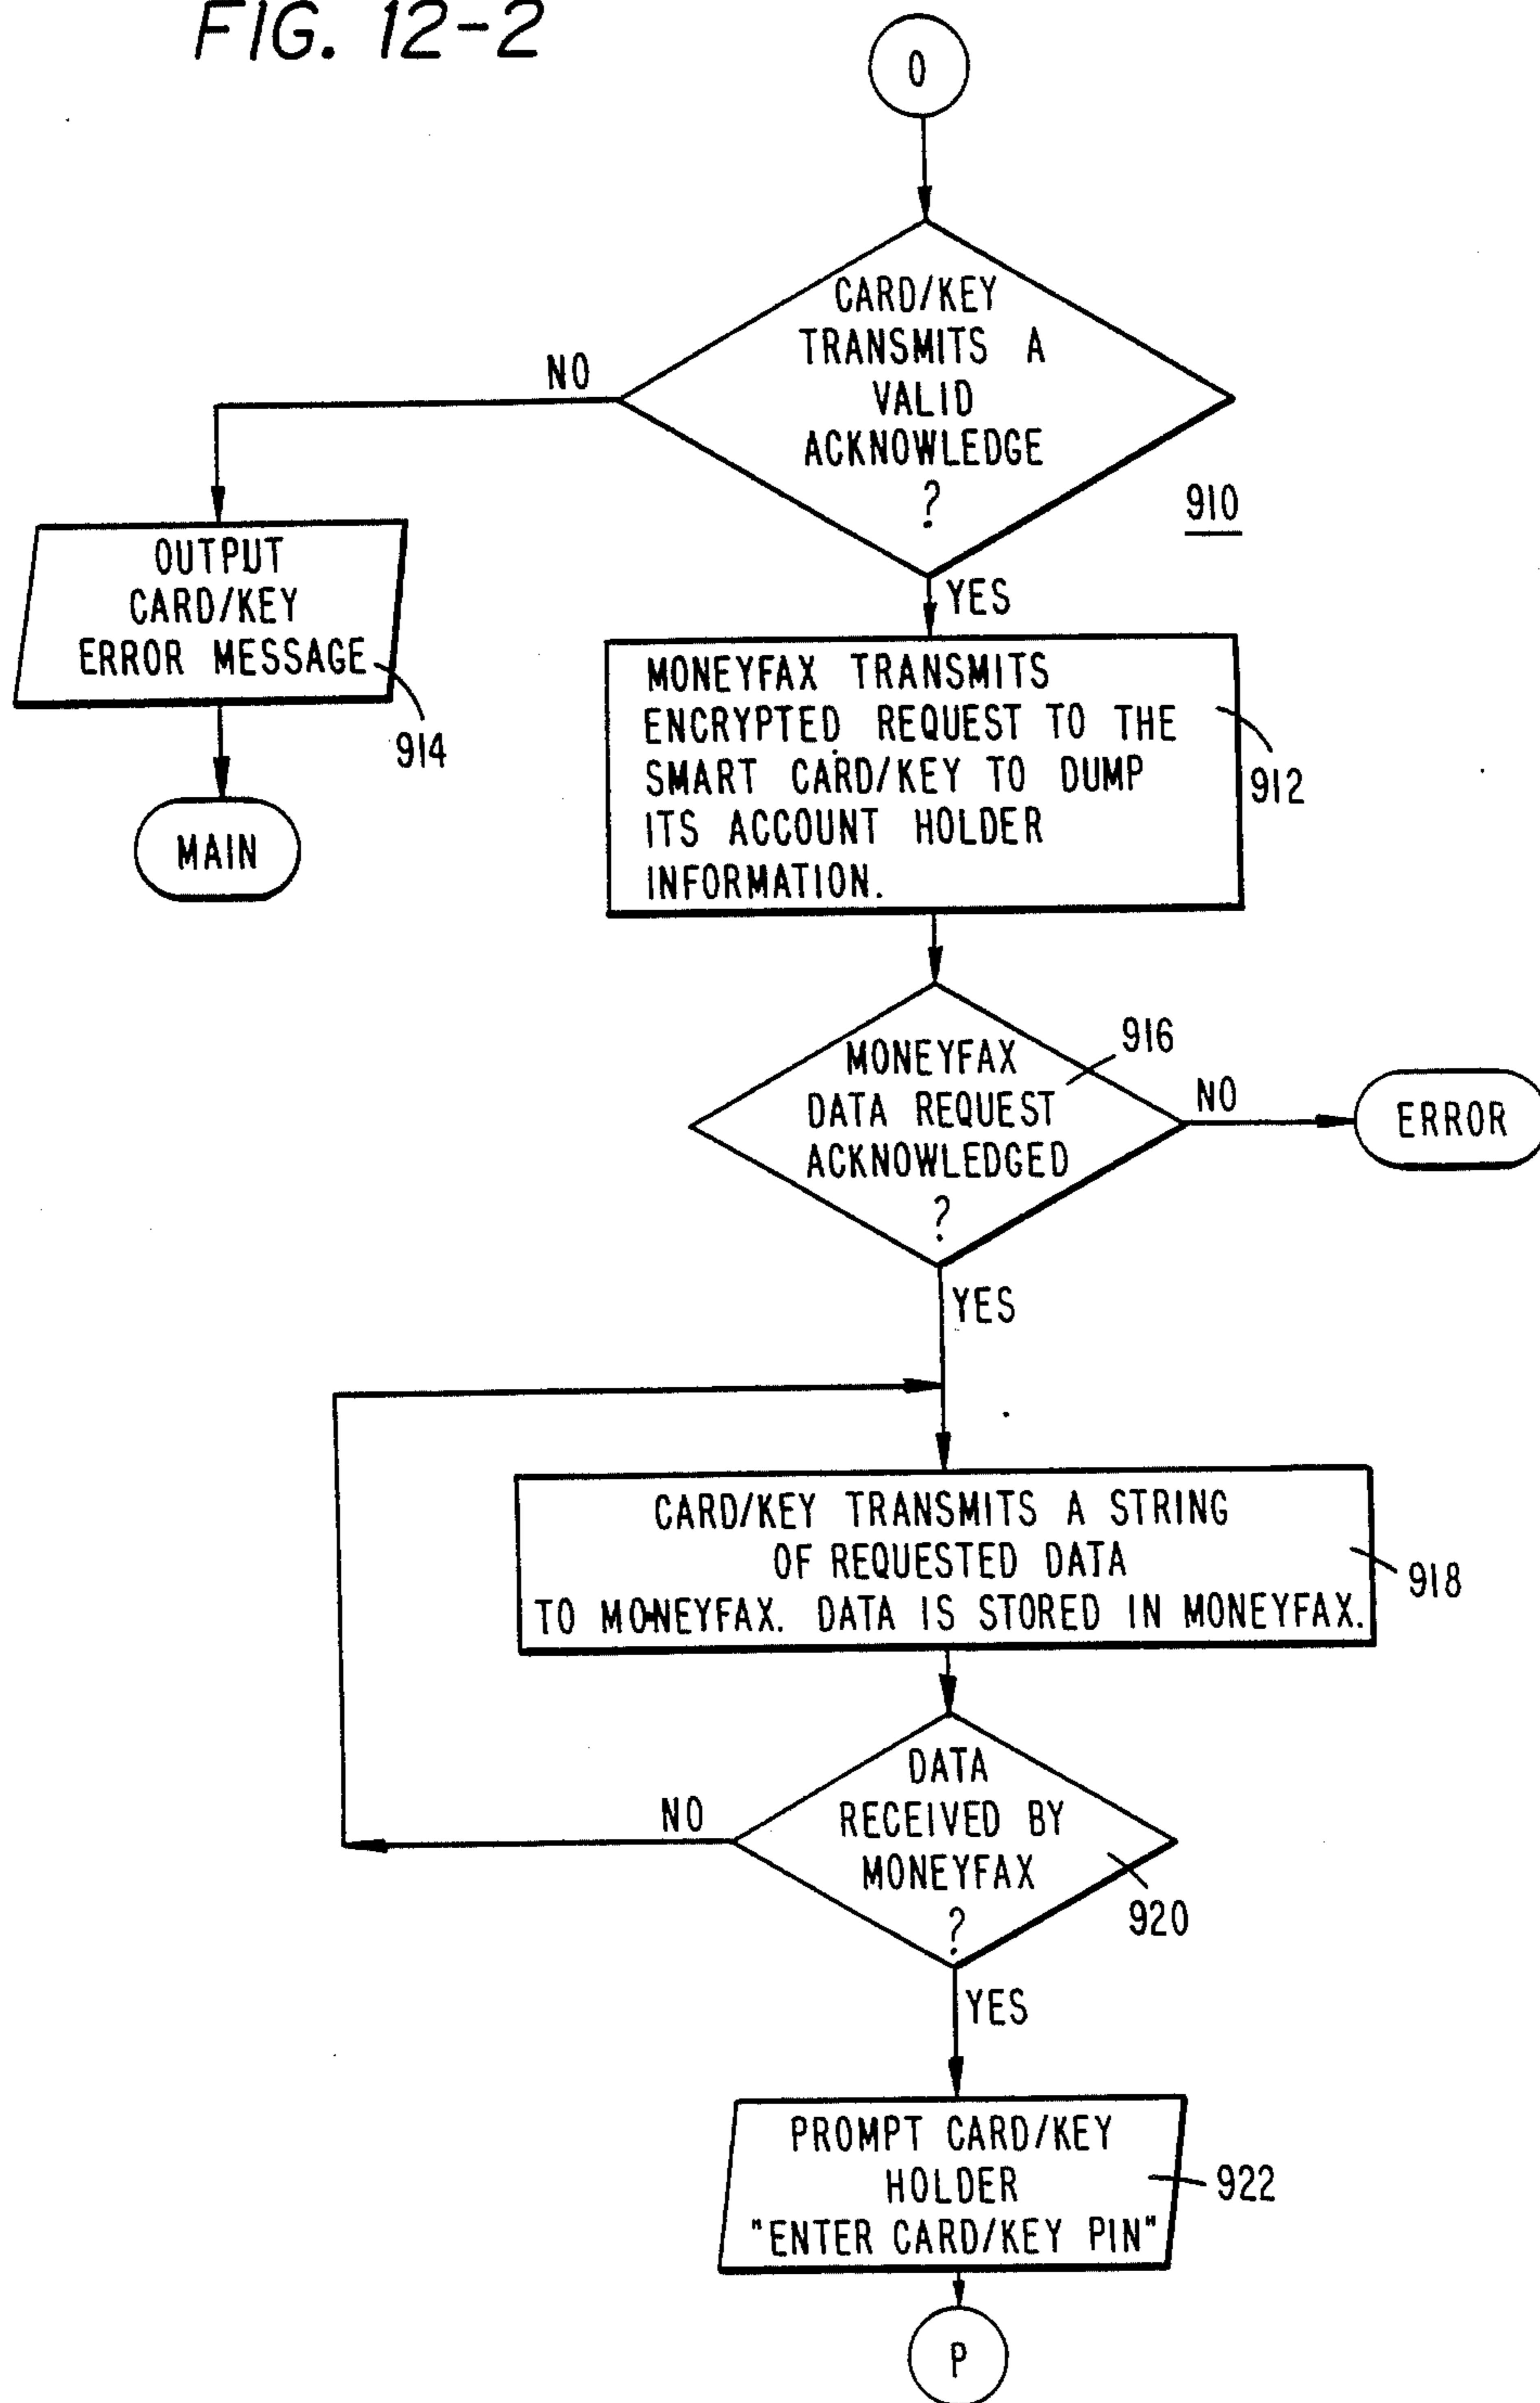 FIG. 12-2
O
CARD/KEY
TRANSMITS A
VALID
ACKNOWLEDGE
?
910
NO
YES
OUTPUT
CARD/KEY
ERROR MESSAGE
914
MAIN
MONEYFAX TRANSMITS
ENCRYPTED REQUEST TO THE
SMART CARD/KEY TO DUMP
ITS ACCOUNT HOLDER
INFORMATION.
912
MONEYFAX
DATA REQUEST
ACKNOWLEDGED
?
916
NO
ERROR
YES
CARD/KEY TRANSMITS A STRING
OF REQUESTED DATA
TO MONEYFAX. DATA IS STORED IN MONEYFAX.
918
DATA
RECEIVED BY
MONEYFAX
?
920
NO
YES
PROMPT CARD/KEY
HOLDER
"ENTER CARD/KEY PIN"
922
P